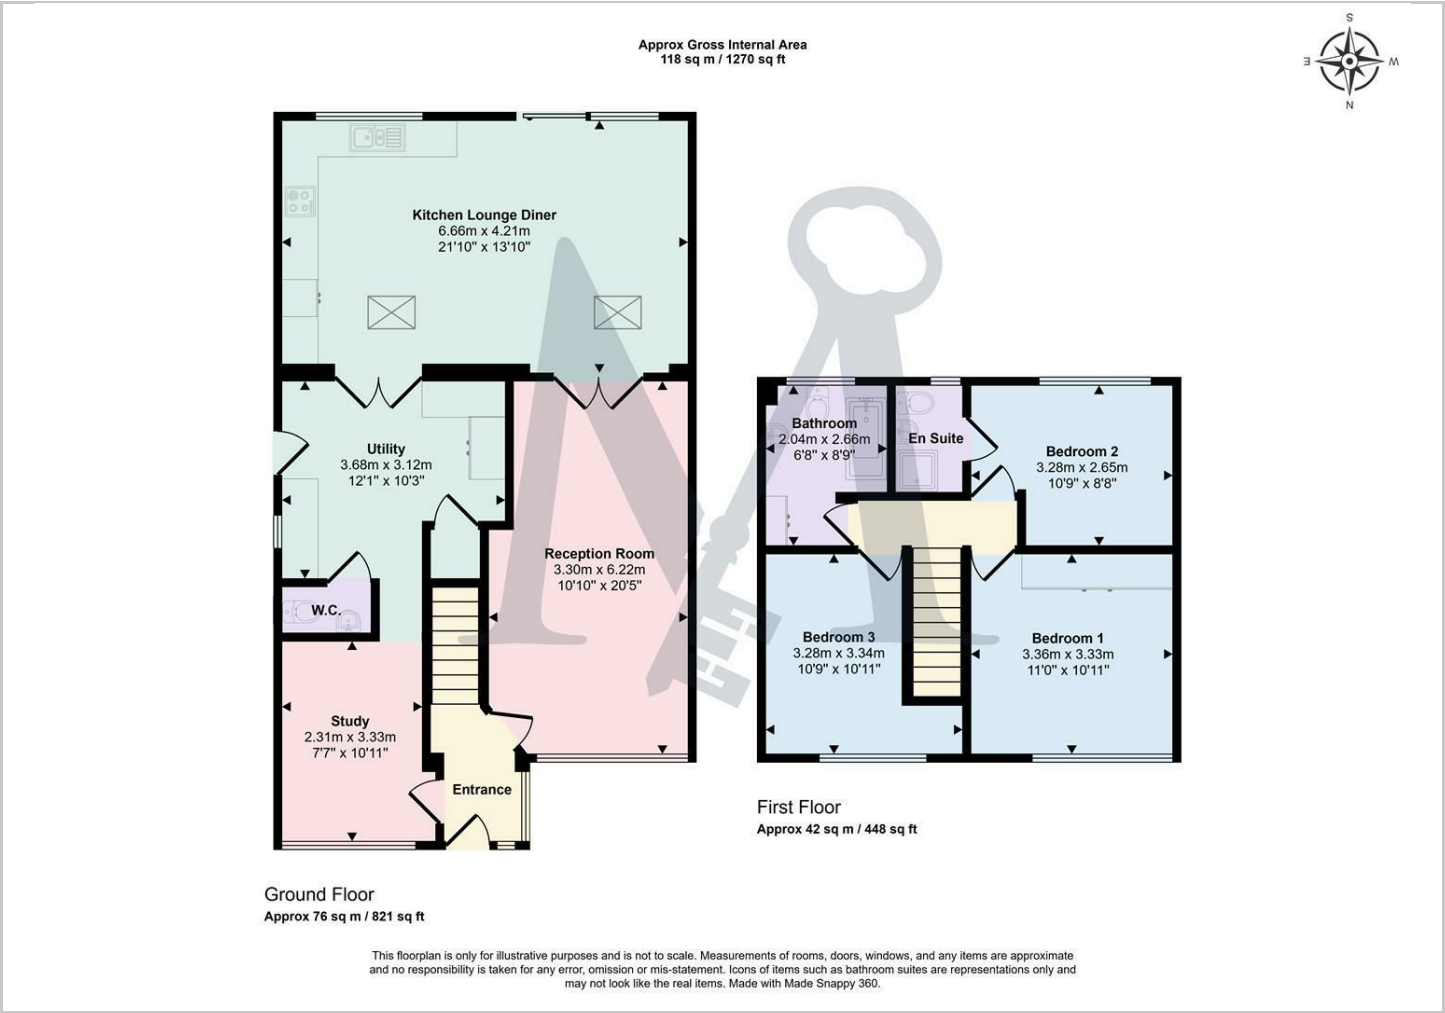 Approx Gross Internal Area
118 sq m / 1270 sq ft
S
E
W
N
Kitchen Lounge Diner
6.66m x 4.21m
21'10" x 13'10"
Utility
3.68m x 3.12m
12'1" x 10'3"
W.C.
Reception Room
3.30m x 6.22m
10'10" x 20'5"
Study
2.31m x 3.33m
7'7" x 10'11"
Entrance
Ground Floor
Approx 76 sq m / 821 sq ft
Bathroom
2.04m x 2.66m
6'8" x 8'9"
En Suite
Bedroom 2
3.28m x 2.65m
10'9" x 8'8"
Bedroom 3
3.28m x 3.34m
10'9" x 10'11"
Bedroom 1
3.36m x 3.33m
11'0" x 10'11"
First Floor
Approx 42 sq m / 448 sq ft
This floorplan is only for illustrative purposes and is not to scale. Measurements of rooms, doors, windows, and any items are approximate
and no responsibility is taken for any error, omission or mis-statement. Icons of items such as bathroom suites are representations only and
may not look like the real items. Made with Made Snappy 360.